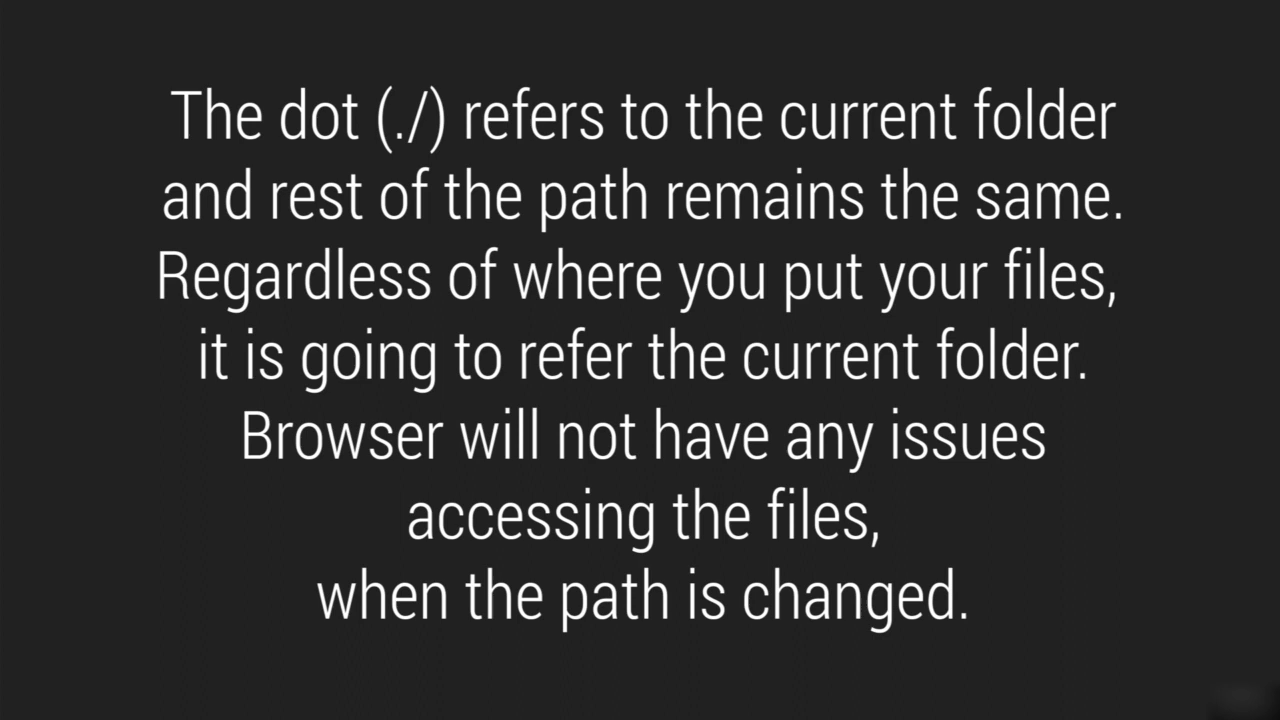 The dot (./) refers to the current folder
and rest of the path remains the same.
Regardless of where you put your files,
it is going to refer the current folder.
Browser will not have any issues
accessing the files,
when the path is changed.